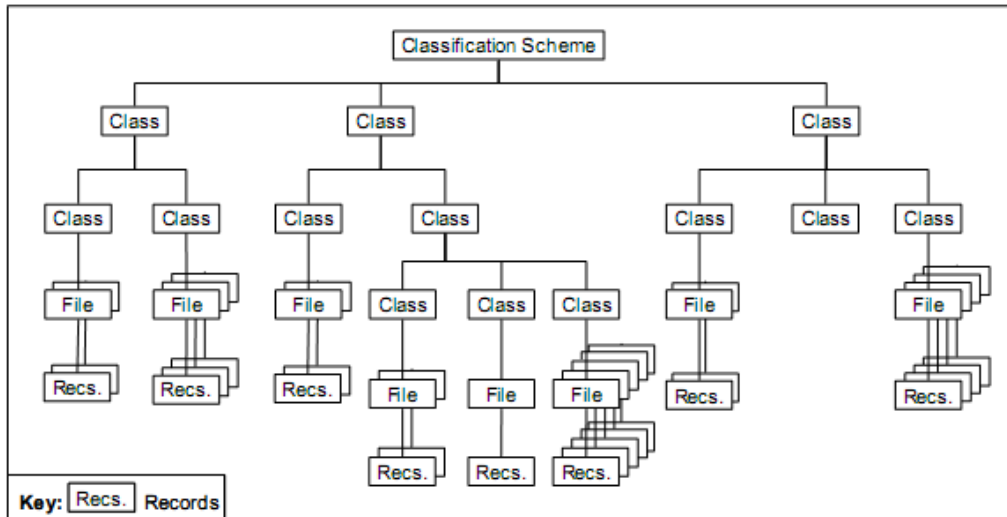 Classification Scheme
Class Class Class
Class Class Class Class Class Class Class
File File File File File
Class Class Class
Recs. Recs. Recs. Recs. Recs.
File File File
Recs. Recs. Recs.
Key: Recs. Records